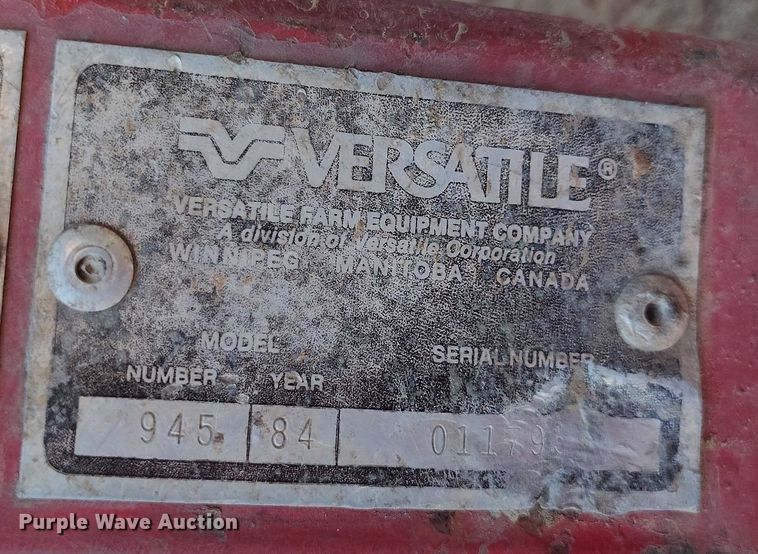 VERSATILE®
VERSATILE FARM EQUIPMENT COMPANY
A division of Versatile Corporation
WINNIPEG MANITOBA CANADA
MODEL
NUMBER YEAR SERIAL NUMBER
945 84
Purple Wave Auction